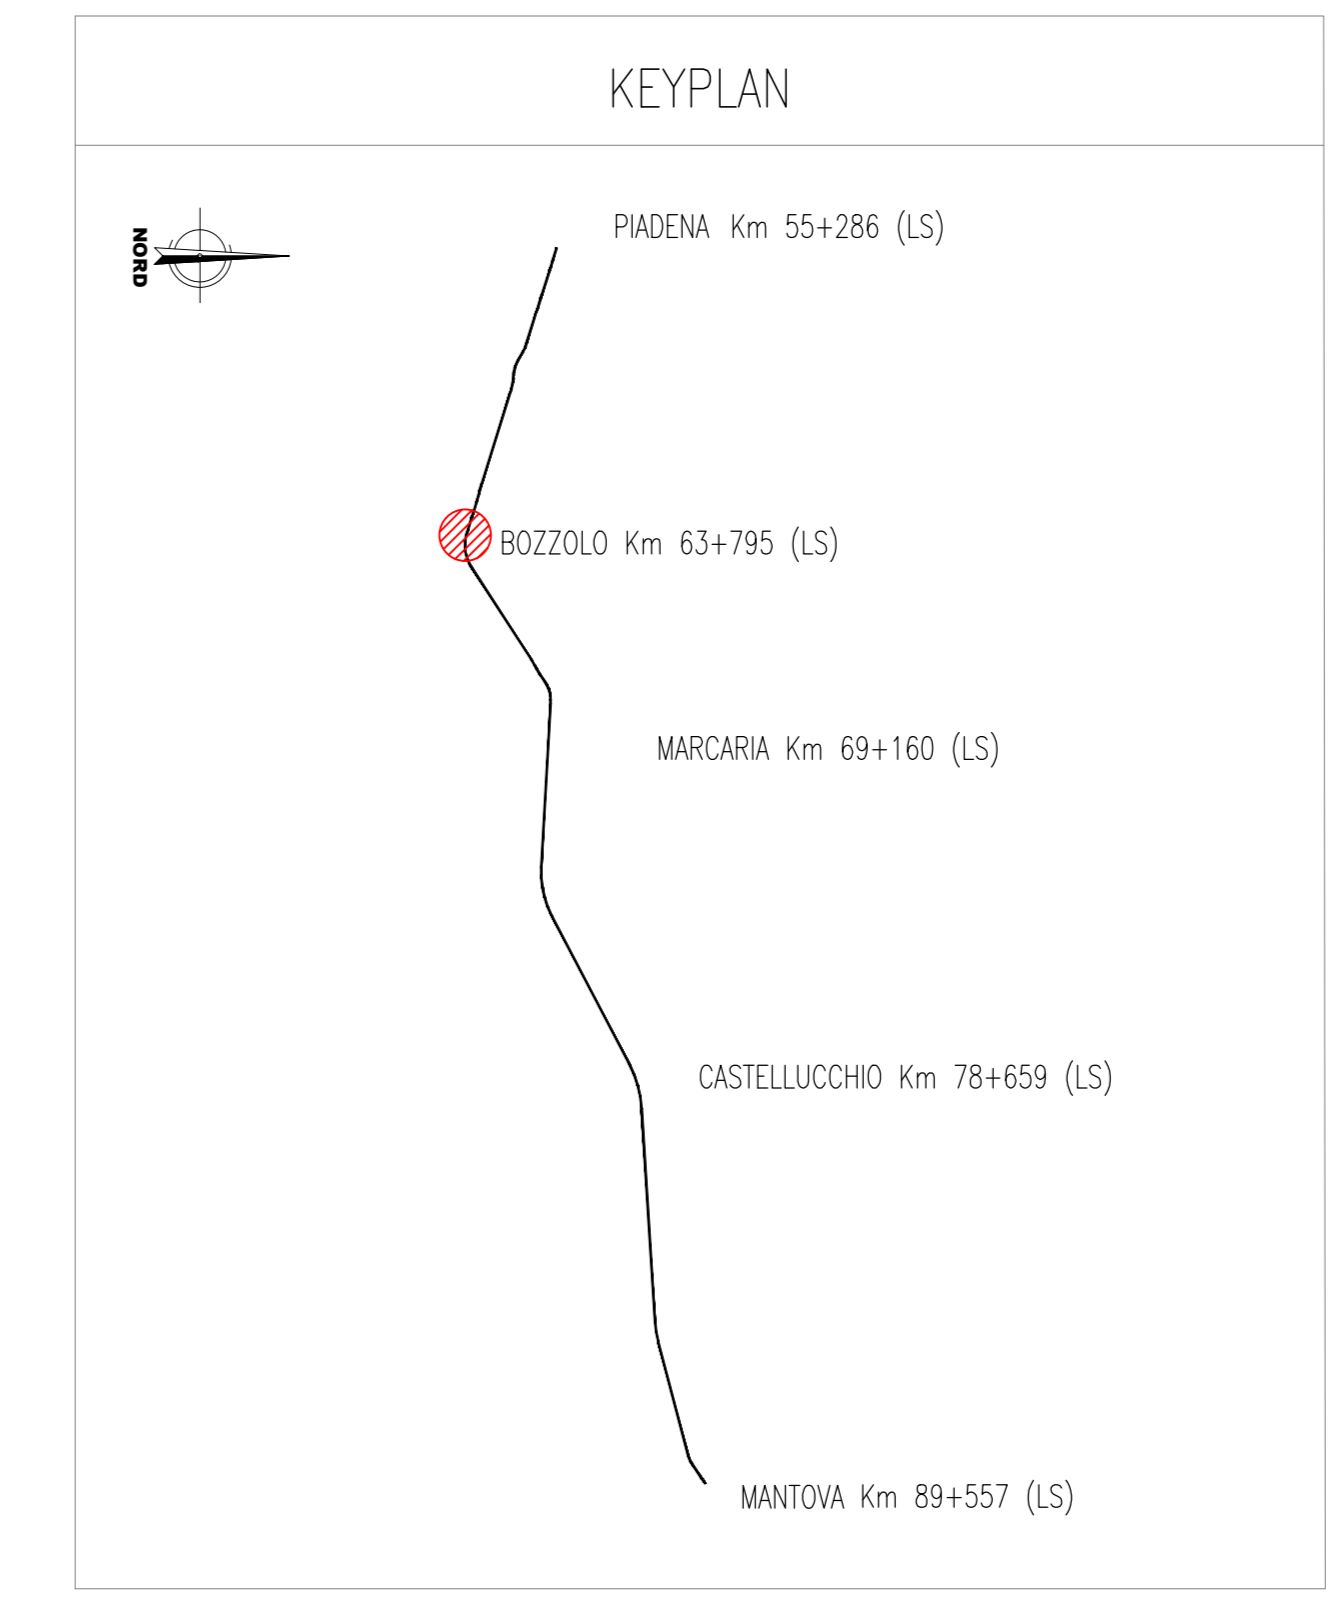 KEYPLAN
NORD
PIADENA Km 55+286 (LS)
BOZZOLO Km 63+795 (LS)
MARCARIA Km 69+160 (LS)
CASTELLUCCHIO Km 78+659 (LS)
MANTOVA Km 89+557 (LS)